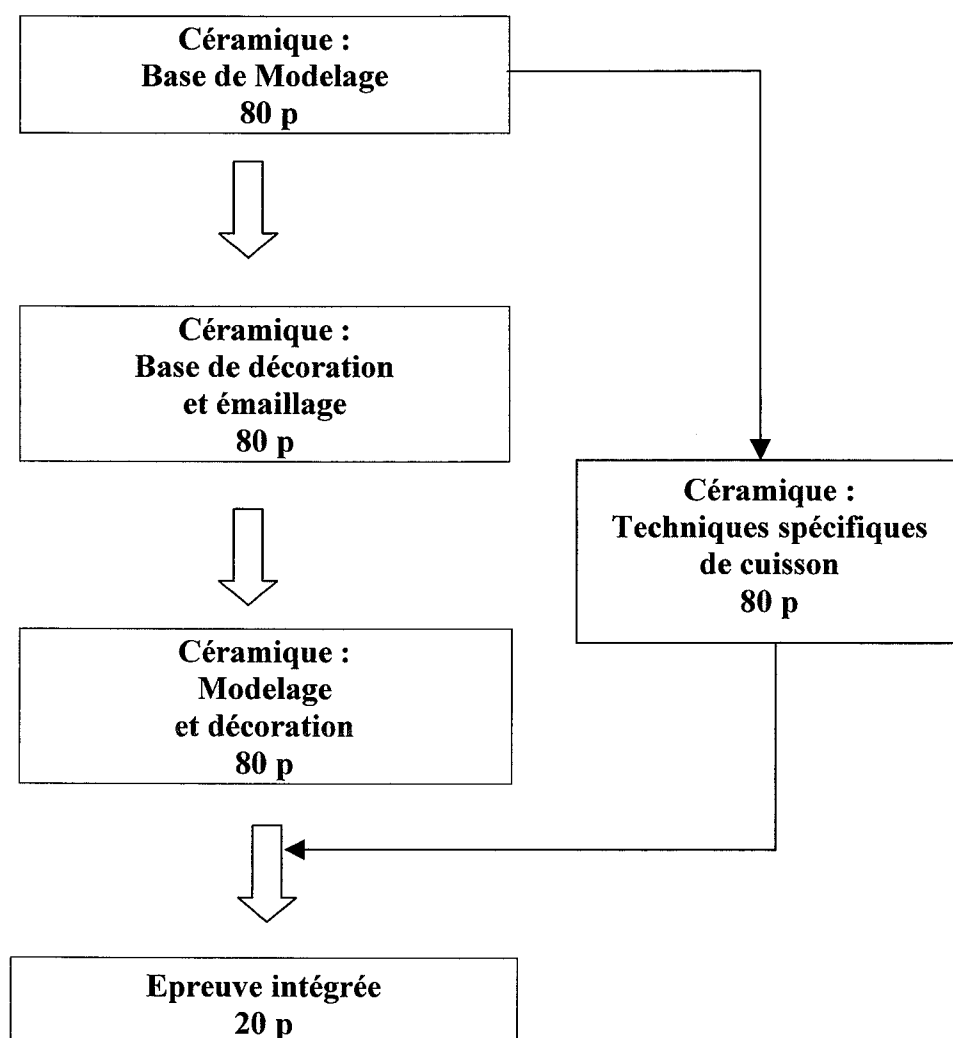 Céramique :
Base de Modelage
80 p
Céramique :
Base de décoration
et émaillage
80 p
Céramique :
Techniques spécifiques
de cuisson
80 p
Céramique :
Modelage
et décoration
80 p
Epreuve intégrée
20 p